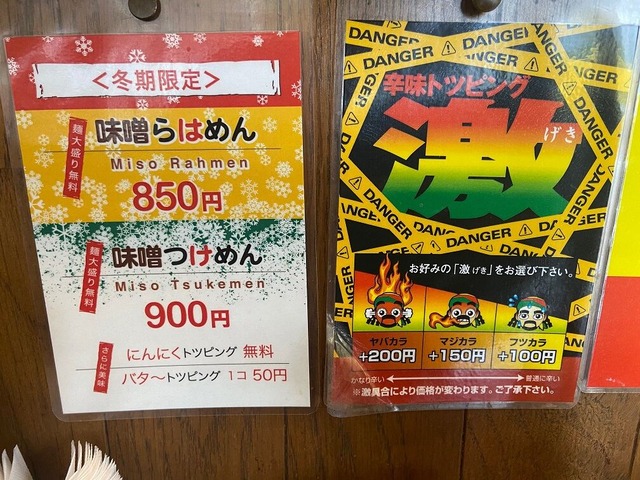 <冬期限定>
麺大盛り無料
味噌らはめん
Miso Rahmen
850円
麺大盛り無料
味噌つけめん
Miso Tsukemen
900円
さらに美味
にんにくトッピング 無料
バタ〜トッピング 1コ 50円
DANGER DANGER DANGER DANGER
辛味トッピング
激
げき
お好みの「激 げき」をお選び下さい。
ヤバカラ マジカラ フツカラ
+200円 +150円 +100円
かなり辛い 普通に辛い
※激具合により価格が変わります。ご了承下さい。